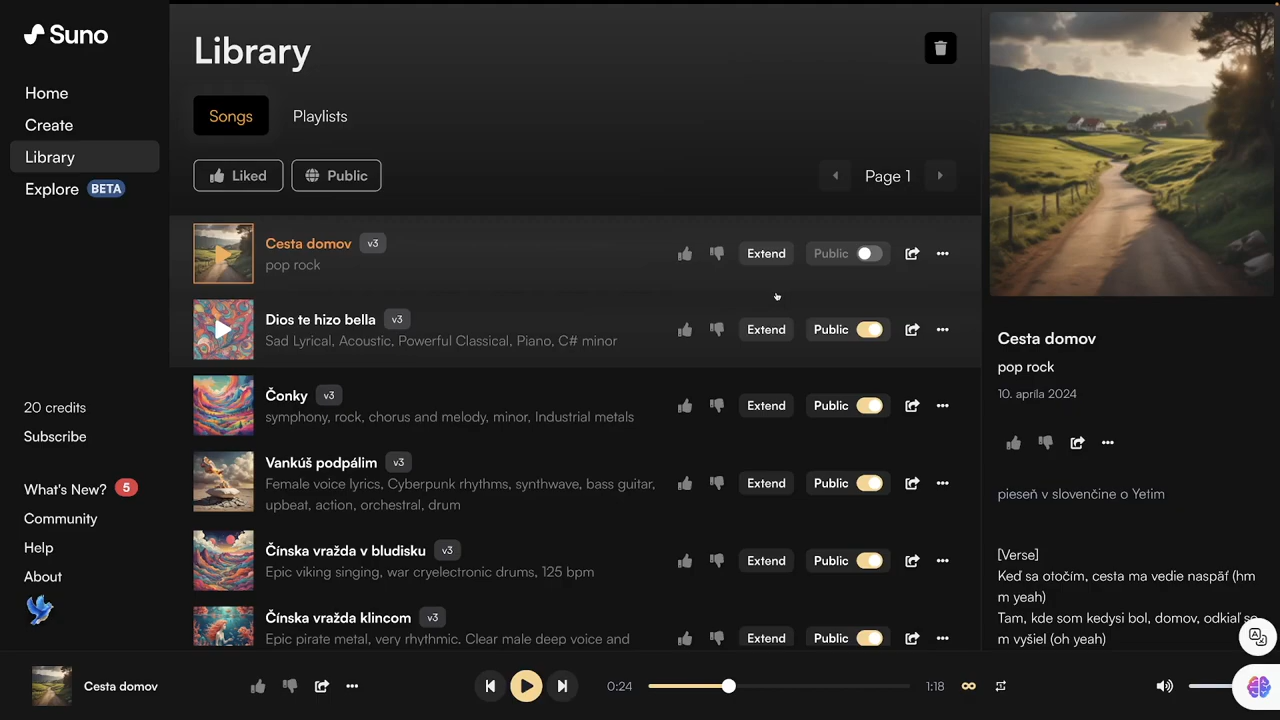 Suno
Home
Create
Library
Explore BETA
20 credits
Subscribe
What's New? 5
Community
Help
About
Library
Songs Playlists
Liked Public
Page 1
Cesta domov v3
pop rock
Extend Public
Dios te hizo bella v3
Sad Lyrical, Acoustic, Powerful Classical, Piano, C# minor
Extend Public
Čonky v3
symphony, rock, chorus and melody, minor, Industrial metals
Extend Public
Vankúš podpálim v3
Female voice lyrics, Cyberpunk rhythms, synthwave, bass guitar,
upbeat, action, orchestral, drum
Extend Public
Čínska vražda v bludisku v3
Epic viking singing, war cryelectronic drums, 125 bpm
Extend Public
Čínska vražda klincom v3
Epic pirate metal, very rhythmic. Clear male deep voice and
Extend Public
Cesta domov
pop rock
10. apríla 2024
pieseň v slovenčine o Yetim
[Verse]
Keď sa otočím, cesta ma vedie naspäť (hm
m yeah)
Tam, kde som kedysi bol, domov, odkiaľ so
m vyšiel (oh yeah)
Cesta domov
0:24
1:18